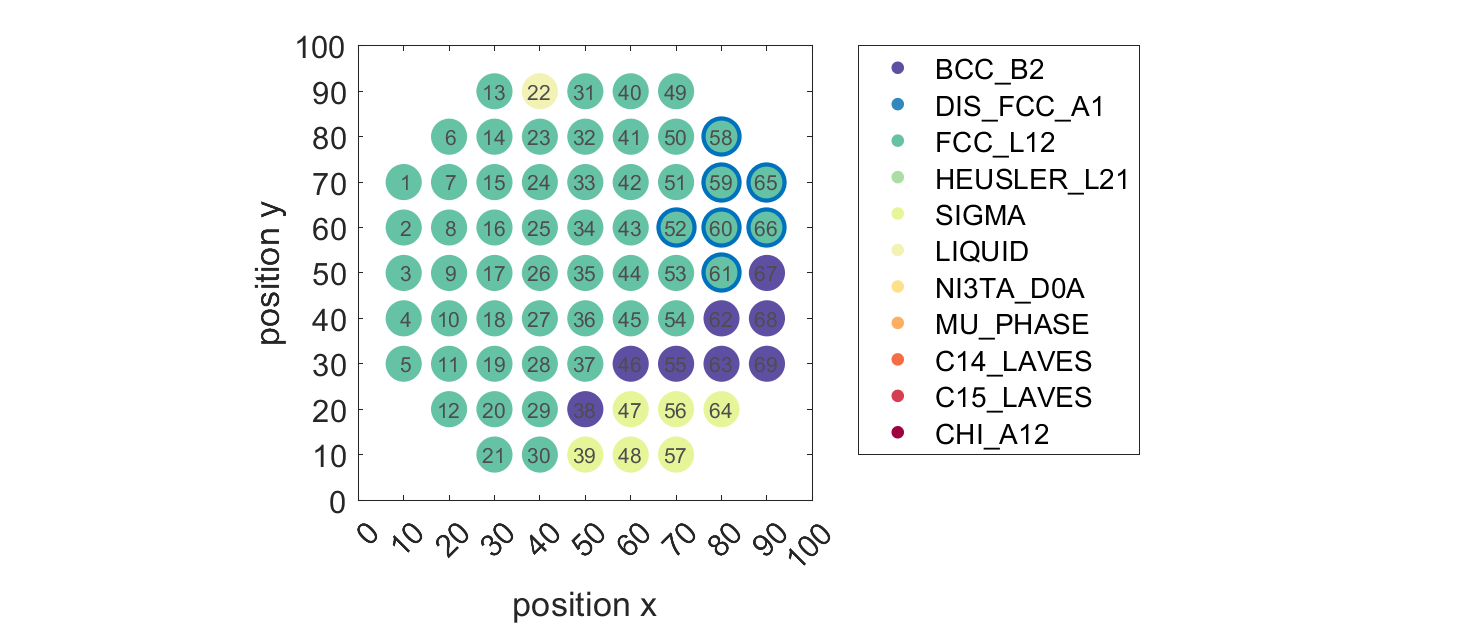 100
90
80
70
60
50
40
30
20
10
0
position y
13 22 31 40 49
6 14 23 32 41 50 58
1 7 15 24 33 42 51 59 65
2 8 16 25 34 43 52 60 66
3 9 17 26 35 44 53 61 67
4 10 18 27 36 45 54 62 68
5 11 19 28 37 46 55 63 69
12 20 29 38 47 56 64
21 30 39 48 57
0 10 20 30 40 50 60 70 80 90 100
position x
BCC_B2
DIS_FCC_A1
FCC_L12
HEUSLER_L21
SIGMA
LIQUID
NI3TA_D0A
MU_PHASE
C14_LAVES
C15_LAVES
CHI_A12